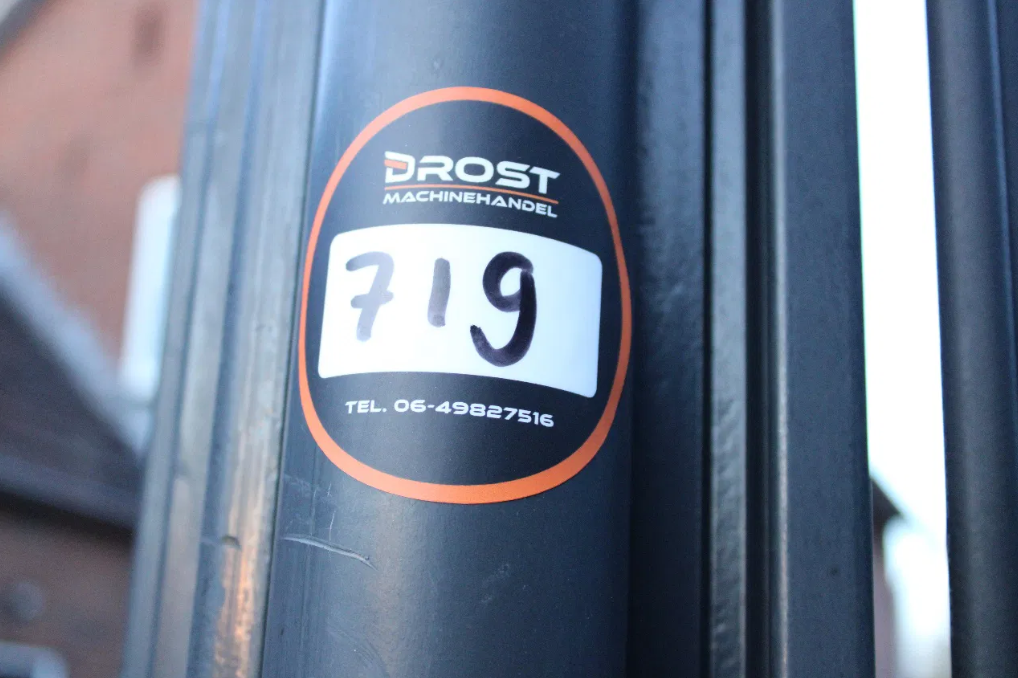 DROST
MACHINEHANDEL
719
TEL. 06-49827516